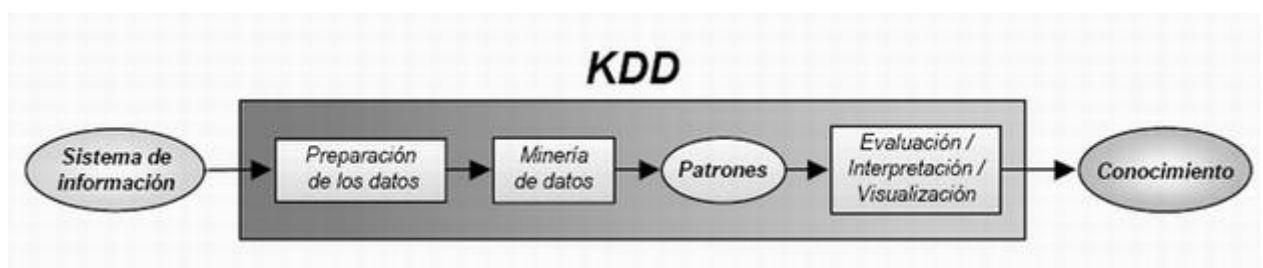 KDD
Sistema de
información
Preparación
de los datos
Minería
de datos
Patrones
Evaluación /
Interpretación /
Visualización
Conocimiento